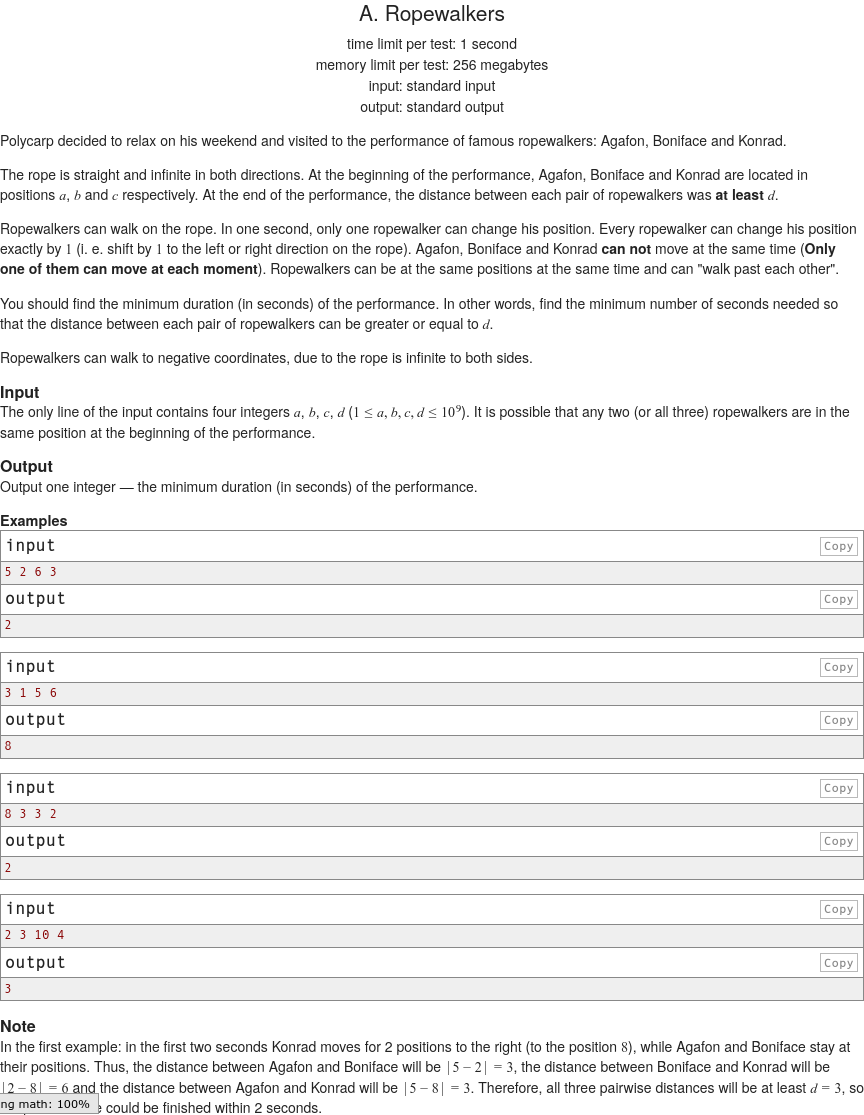 A. Ropewalkers
time limit per test: 1 second
memory limit per test: 256 megabytes
input: standard input
output: standard output
Polycarp decided to relax on his weekend and visited to the performance of famous ropewalkers: Agafon, Boniface and Konrad.
The rope is straight and infinite in both directions. At the beginning of the performance, Agafon, Boniface and Konrad are located in
positions a, b and c respectively. At the end of the performance, the distance between each pair of ropewalkers was at least d.
Ropewalkers can walk on the rope. In one second, only one ropewalker can change his position. Every ropewalker can change his position
exactly by 1 (i. e. shift by 1 to the left or right direction on the rope). Agafon, Boniface and Konrad can not move at the same time (Only
one of them can move at each moment). Ropewalkers can be at the same positions at the same time and can "walk past each other".
You should find the minimum duration (in seconds) of the performance. In other words, find the minimum number of seconds needed so
that the distance between each pair of ropewalkers can be greater or equal to d.
Ropewalkers can walk to negative coordinates, due to the rope is infinite to both sides.
Input
The only line of the input contains four integers a, b, c, d (1 ≤ a, b, c, d ≤ 10⁹). It is possible that any two (or all three) ropewalkers are in the
same position at the beginning of the performance.
Output
Output one integer — the minimum duration (in seconds) of the performance.
Examples
input Copy
5 2 6 3
output Copy
2
input Copy
3 1 5 6
output Copy
8
input Copy
8 3 3 2
output Copy
2
input Copy
2 3 10 4
output Copy
3
Note
In the first example: in the first two seconds Konrad moves for 2 positions to the right (to the position 8), while Agafon and Boniface stay at
their positions. Thus, the distance between Agafon and Boniface will be |5 − 2| = 3, the distance between Boniface and Konrad will be
|2 − 8| = 6 and the distance between Agafon and Konrad will be |5 − 8| = 3. Therefore, all three pairwise distances will be at least d = 3, so
ng math: 100% could be finished within 2 seconds.